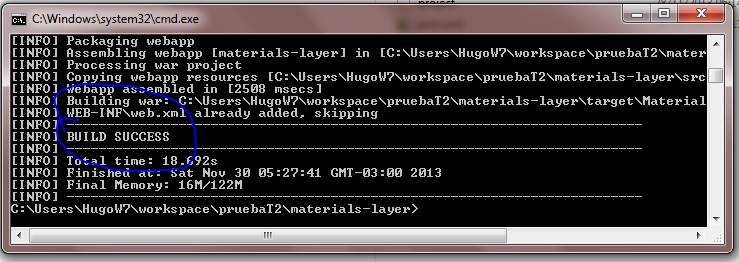 project
C:\Windows\system32\cmd.exe
[INFO] Packaging webapp
[INFO] Assembling webapp [materials-layer] in [C:\Users\HugoW7\workspace\pruebaT2\mater
[INFO] Processing war project
[INFO] Copying webapp resources [C:\Users\HugoW7\workspace\pruebaT2\materials-layer\src
[INFO] Webapp assembled in [2508 msecs]
[INFO] Building war: C:\Users\HugoW7\workspace\pruebaT2\materials-layer\target\Material
[INFO] WEB-INF\web.xml already added, skipping
[INFO] ------------------------------------------------------------------------
[INFO] BUILD SUCCESS
[INFO] ------------------------------------------------------------------------
[INFO] Total time: 18.692s
[INFO] Finished at: Sat Nov 30 05:27:41 GMT-03:00 2013
[INFO] Final Memory: 16M/122M
[INFO] ------------------------------------------------------------------------
C:\Users\HugoW7\workspace\pruebaT2\materials-layer>